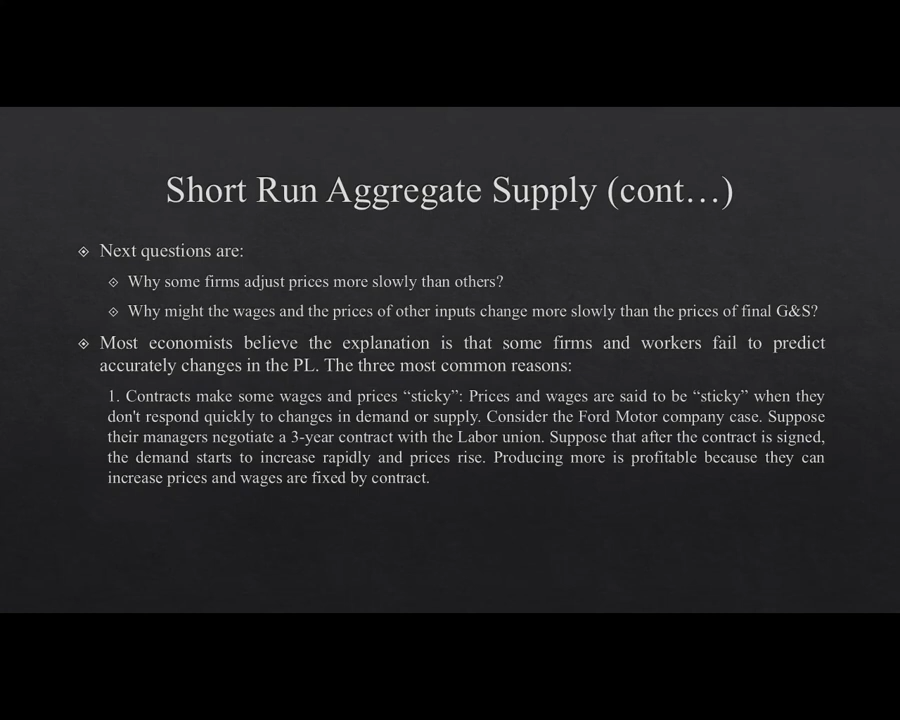 Short Run Aggregate Supply (cont…)
Next questions are:
Why some firms adjust prices more slowly than others?
Why might the wages and the prices of other inputs change more slowly than the prices of final G&S?
Most economists believe the explanation is that some firms and workers fail to predict
accurately changes in the PL. The three most common reasons:
1. Contracts make some wages and prices “sticky”: Prices and wages are said to be “sticky” when they
don't respond quickly to changes in demand or supply. Consider the Ford Motor company case. Suppose
their managers negotiate a 3-year contract with the Labor union. Suppose that after the contract is signed,
the demand starts to increase rapidly and prices rise. Producing more is profitable because they can
increase prices and wages are fixed by contract.